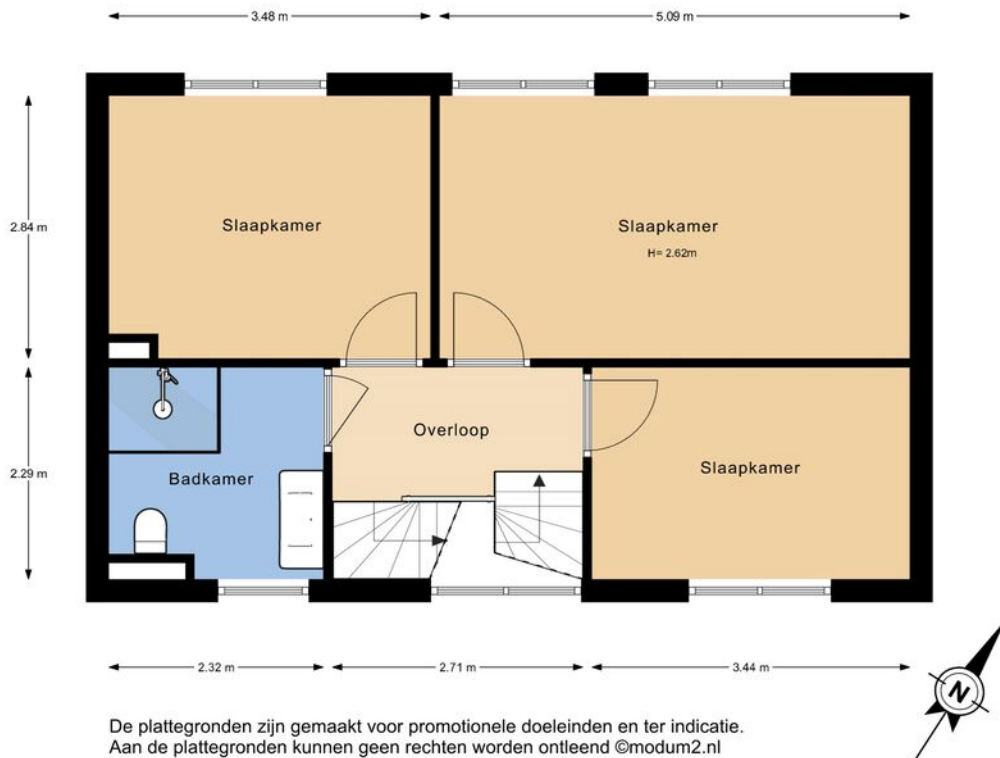 3.48 m
5.09 m
2.84 m
Slaapkamer
Slaapkamer
H= 2.62m
2.29 m
Overloop
Badkamer
Slaapkamer
2.32 m
2.71 m
3.44 m
N
De plattegronden zijn gemaakt voor promotionele doeleinden en ter indicatie.
Aan de plattegronden kunnen geen rechten worden ontleend ©modum2.nl